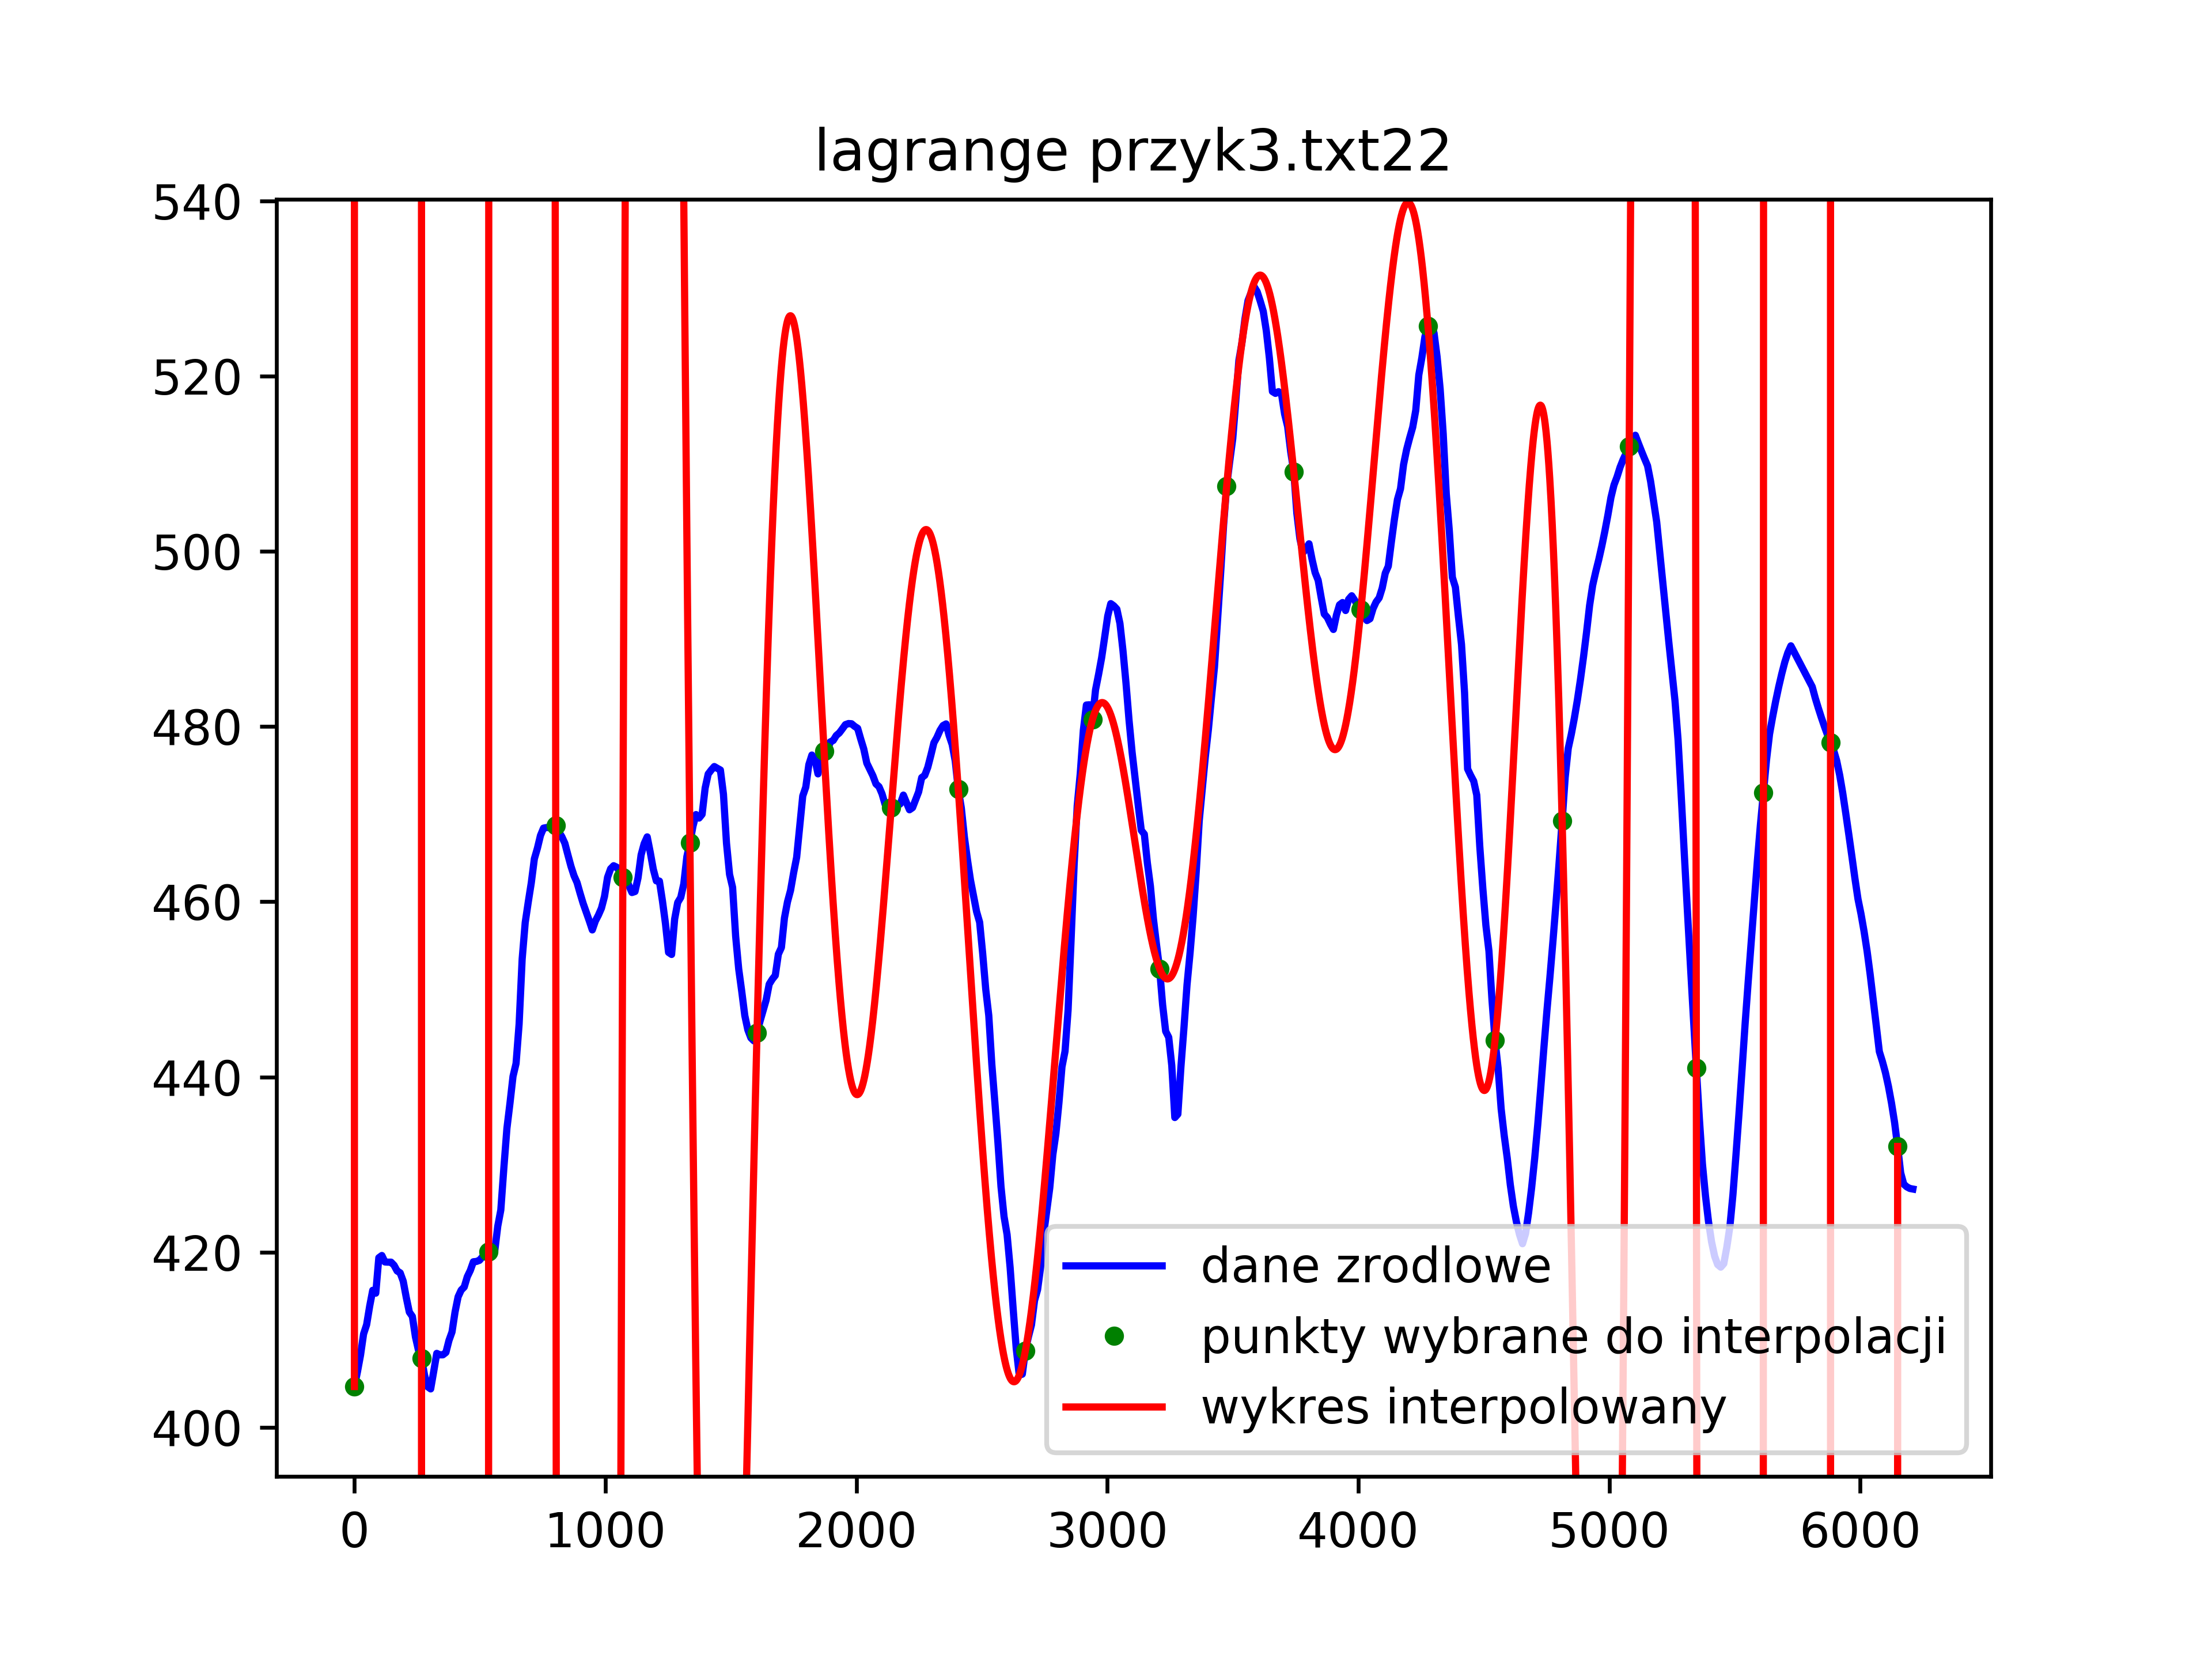 lagrange przyk3.txt22
540
520
500
480
460
440
420
400
dane zrodlowe
punkty wybrane do interpolacji
wykres interpolowany
0 1000 2000 3000 4000 5000 6000